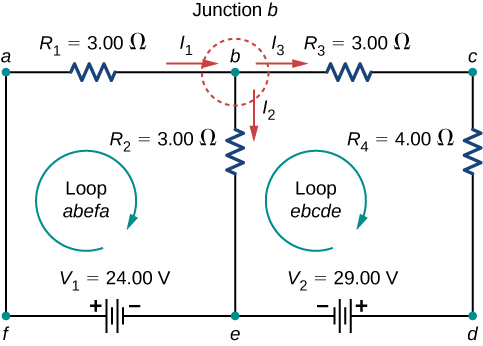 Junction b
R₁ = 3.00 Ω I₁ b I₃ R₃ = 3.00 Ω
a c
I₂
R₂ = 3.00 Ω R₄ = 4.00 Ω
Loop Loop
abefa ebcde
V₁ = 24.00 V V₂ = 29.00 V
+ − − +
f e d